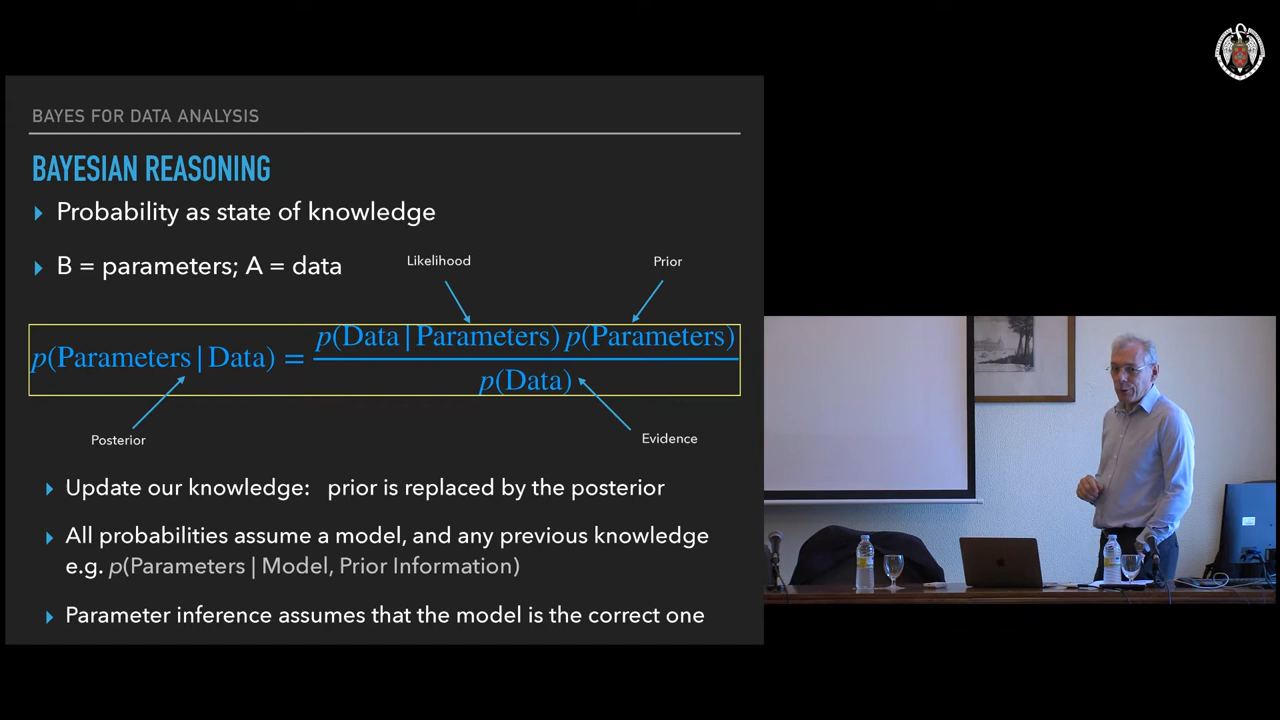 BAYES FOR DATA ANALYSIS
BAYESIAN REASONING
Probability as state of knowledge
B = parameters; A = data
Likelihood
Prior
p(Parameters | Data) = p(Data | Parameters) p(Parameters) / p(Data)
Posterior
Evidence
Update our knowledge: prior is replaced by the posterior
All probabilities assume a model, and any previous knowledge
e.g. p(Parameters | Model, Prior Information)
Parameter inference assumes that the model is the correct one